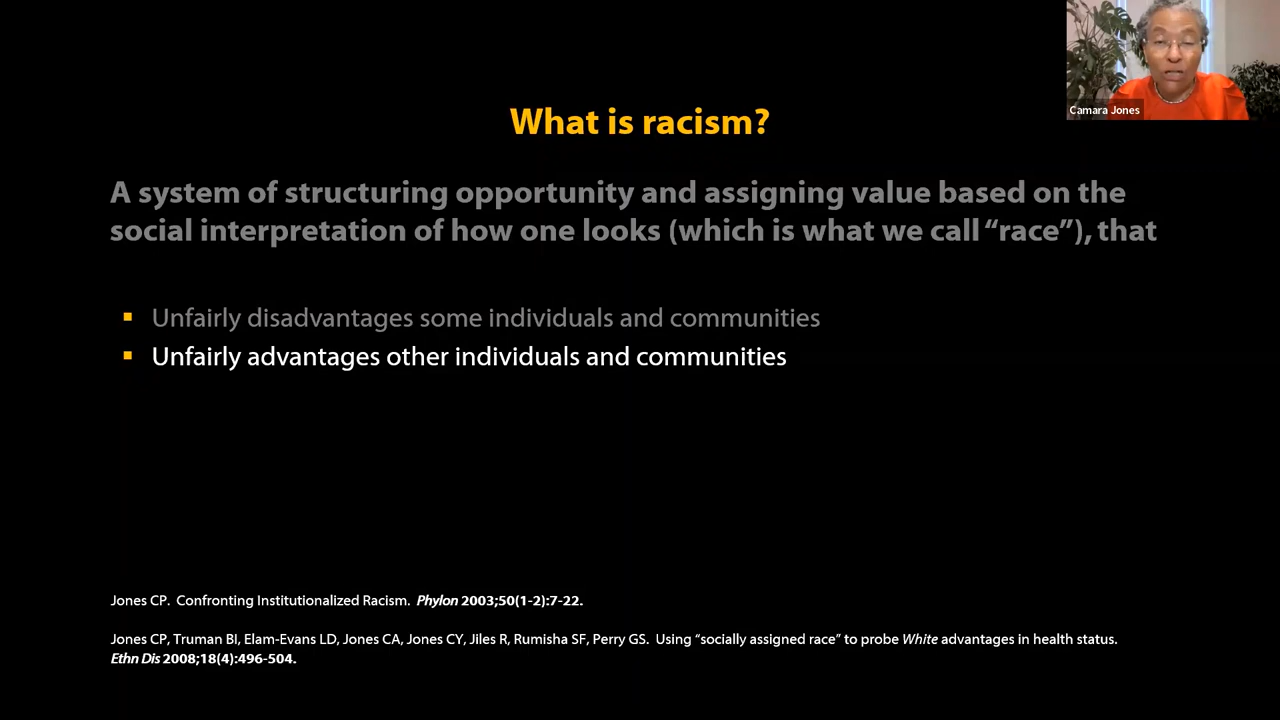 Camara Jones
What is racism?
A system of structuring opportunity and assigning value based on the
social interpretation of how one looks (which is what we call “race”), that
▪ Unfairly disadvantages some individuals and communities
▪ Unfairly advantages other individuals and communities
Jones CP. Confronting Institutionalized Racism. Phylon 2003;50(1-2):7-22.
Jones CP, Truman BI, Elam-Evans LD, Jones CA, Jones CY, Jiles R, Rumisha SF, Perry GS. Using “socially assigned race” to probe White advantages in health status.
Ethn Dis 2008;18(4):496-504.